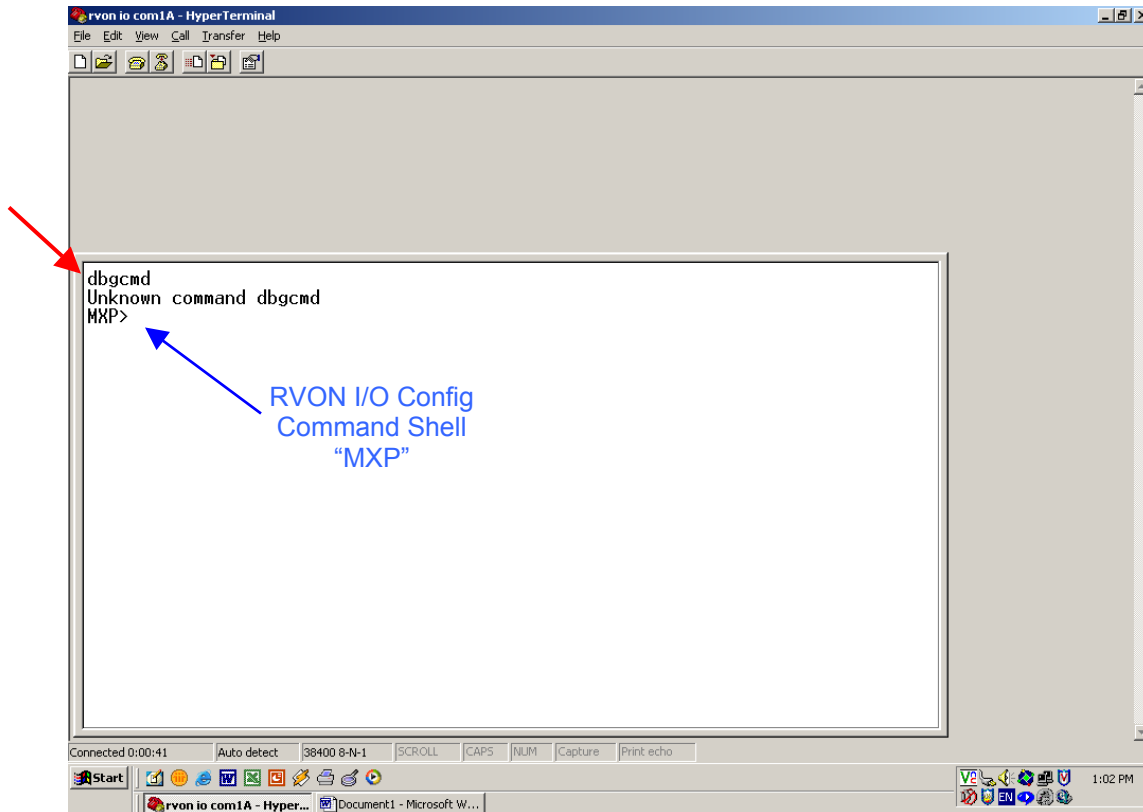 rvon io com1A - HyperTerminal
File Edit View Call Transfer Help
dbgcmd
Unknown command dbgcmd
MXP>
RVON I/O Config
Command Shell
“MXP”
Connected 0:00:41 Auto detect 38400 8-N-1 SCROLL CAPS NUM Capture Print echo
Start 1:02 PM
EN
rvon io com1A - Hyper... Document1 - Microsoft W...